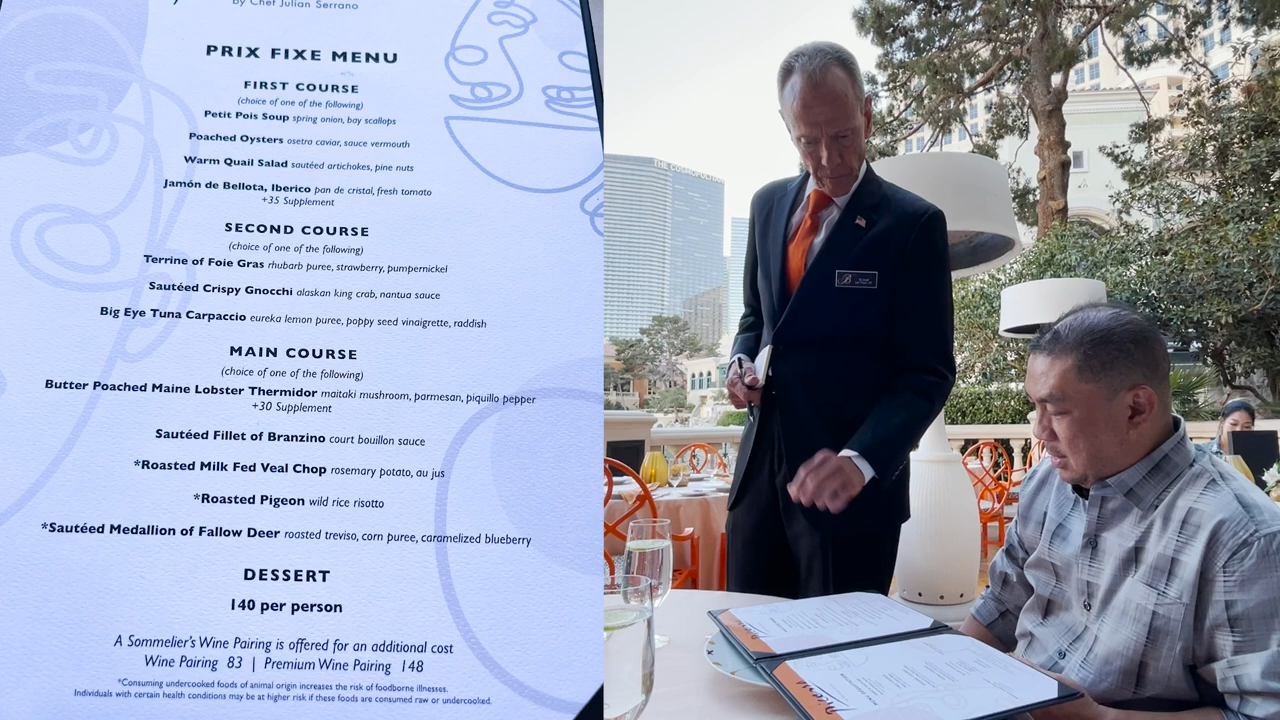 by Chef Julian Serrano
PRIX FIXE MENU
FIRST COURSE
(choice of one of the following)
Petit Pois Soup spring onion, bay scallops
Poached Oysters osetra caviar, sauce vermouth
Warm Quail Salad sautéed artichokes, pine nuts
Jamón de Bellota, Iberico pan de cristal, fresh tomato
+35 Supplement
SECOND COURSE
(choice of one of the following)
Terrine of Foie Gras rhubarb puree, strawberry, pumpernickel
Sautéed Crispy Gnocchi alaskan king crab, nantua sauce
Big Eye Tuna Carpaccio eureka lemon puree, poppy seed vinaigrette, raddish
MAIN COURSE
(choice of one of the following)
Butter Poached Maine Lobster Thermidor maitaki mushroom, parmesan, piquillo pepper
+30 Supplement
Sautéed Fillet of Branzino court bouillon sauce
*Roasted Milk Fed Veal Chop rosemary potato, au jus
*Roasted Pigeon wild rice risotto
*Sautéed Medallion of Fallow Deer roasted treviso, corn puree, caramelized blueberry
DESSERT
140 per person
A Sommelier's Wine Pairing is offered for an additional cost
Wine Pairing 83 | Premium Wine Pairing 148
*Consuming undercooked foods of animal origin increases the risk of foodborne illnesses.
Individuals with certain health conditions may be at higher risk if these foods are consumed raw or undercooked.
THE COSMOPOLITAN
B
Picasso
Picasso